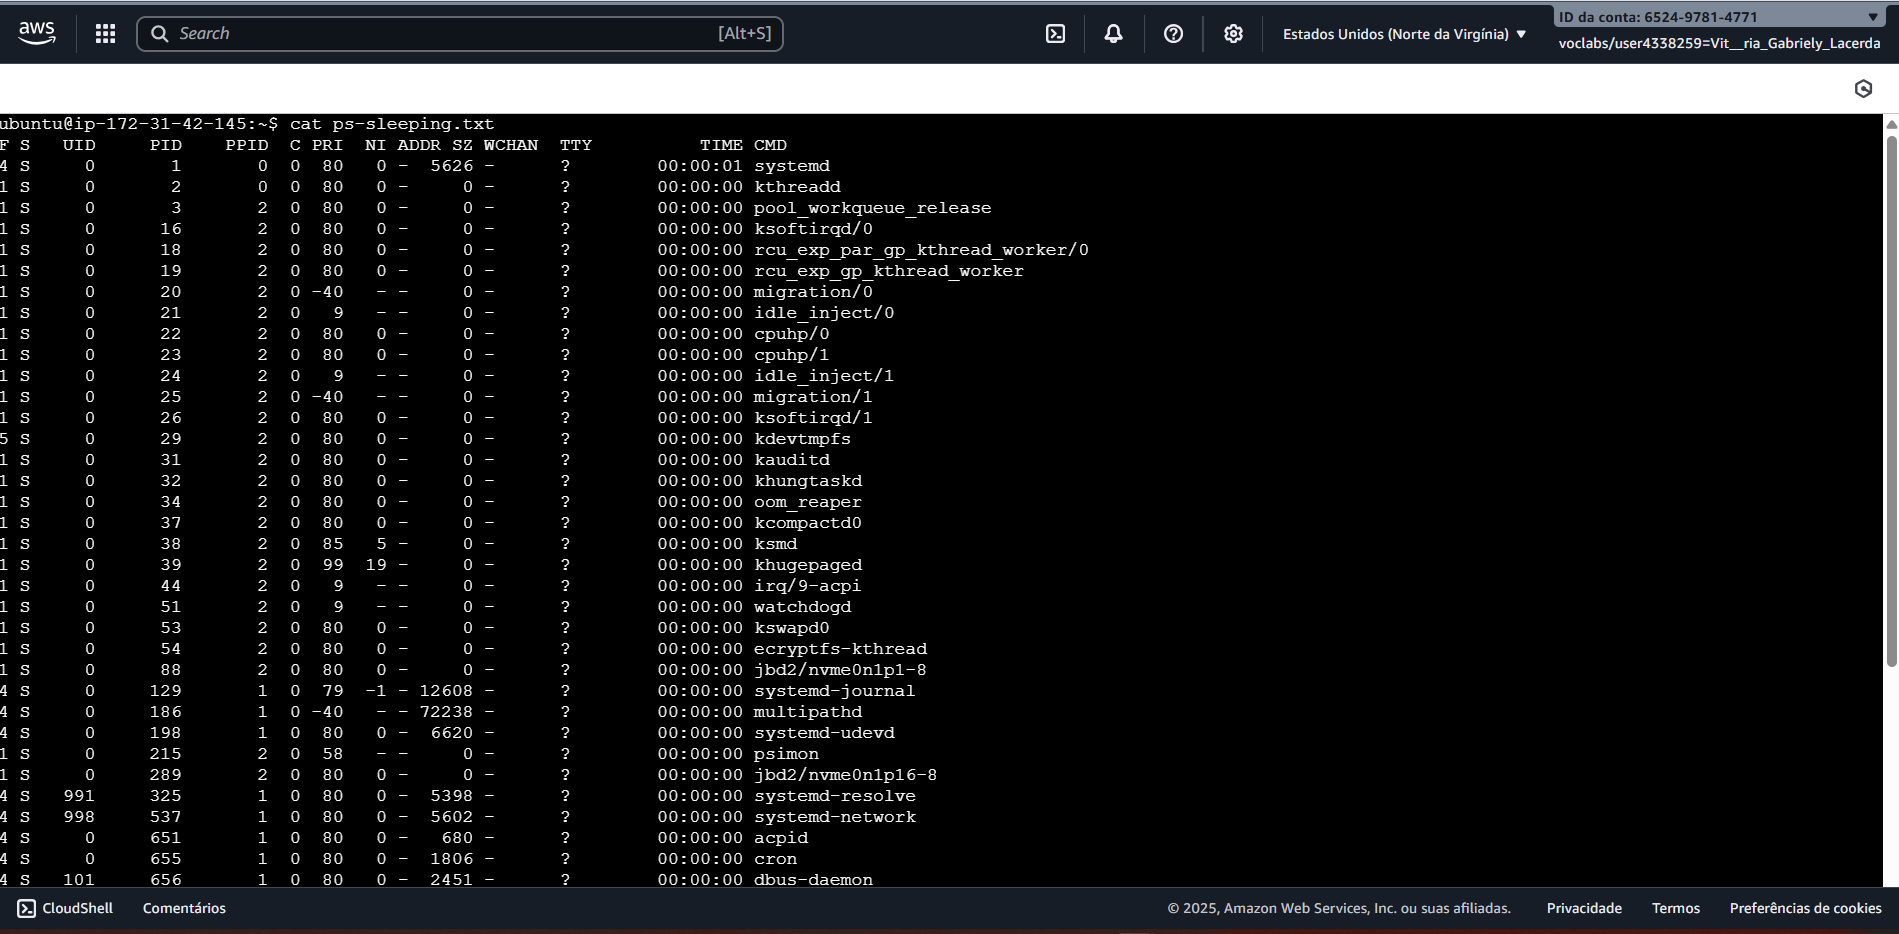 aws
Search [Alt+S]
Estados Unidos (Norte da Virgínia) ▼
ID da conta: 6524-9781-4771 ▼
voclabs/user4338259=Vit__ria_Gabriely_Lacerda
ubuntu@ip-172-31-42-145:~$ cat ps-sleeping.txt
F S UID PID PPID C PRI NI ADDR SZ WCHAN TTY TIME CMD
4 S 0 1 0 0 80 0 - 5626 - ? 00:00:01 systemd
1 S 0 2 0 0 80 0 - 0 - ? 00:00:00 kthreadd
1 S 0 3 2 0 80 0 - 0 - ? 00:00:00 pool_workqueue_release
1 S 0 16 2 0 80 0 - 0 - ? 00:00:00 ksoftirqd/0
1 S 0 18 2 0 80 0 - 0 - ? 00:00:00 rcu_exp_par_gp_kthread_worker/0
1 S 0 19 2 0 80 0 - 0 - ? 00:00:00 rcu_exp_gp_kthread_worker
1 S 0 20 2 0 -40 - - 0 - ? 00:00:00 migration/0
1 S 0 21 2 0 9 - - 0 - ? 00:00:00 idle_inject/0
1 S 0 22 2 0 80 0 - 0 - ? 00:00:00 cpuhp/0
1 S 0 23 2 0 80 0 - 0 - ? 00:00:00 cpuhp/1
1 S 0 24 2 0 9 - - 0 - ? 00:00:00 idle_inject/1
1 S 0 25 2 0 -40 - - 0 - ? 00:00:00 migration/1
1 S 0 26 2 0 80 0 - 0 - ? 00:00:00 ksoftirqd/1
5 S 0 29 2 0 80 0 - 0 - ? 00:00:00 kdevtmpfs
1 S 0 31 2 0 80 0 - 0 - ? 00:00:00 kauditd
1 S 0 32 2 0 80 0 - 0 - ? 00:00:00 khungtaskd
1 S 0 34 2 0 80 0 - 0 - ? 00:00:00 oom_reaper
1 S 0 37 2 0 80 0 - 0 - ? 00:00:00 kcompactd0
1 S 0 38 2 0 85 5 - 0 - ? 00:00:00 ksmd
1 S 0 39 2 0 99 19 - 0 - ? 00:00:00 khugepaged
1 S 0 44 2 0 9 - - 0 - ? 00:00:00 irq/9-acpi
1 S 0 51 2 0 9 - - 0 - ? 00:00:00 watchdogd
1 S 0 53 2 0 80 0 - 0 - ? 00:00:00 kswapd0
1 S 0 54 2 0 80 0 - 0 - ? 00:00:00 ecryptfs-kthread
1 S 0 88 2 0 80 0 - 0 - ? 00:00:00 jbd2/nvme0n1p1-8
4 S 0 129 1 0 79 -1 - 12608 - ? 00:00:00 systemd-journal
4 S 0 186 1 0 -40 - - 72238 - ? 00:00:00 multipathd
4 S 0 198 1 0 80 0 - 6620 - ? 00:00:00 systemd-udevd
1 S 0 215 2 0 58 - - 0 - ? 00:00:00 psimon
1 S 0 289 2 0 80 0 - 0 - ? 00:00:00 jbd2/nvme0n1p16-8
4 S 991 325 1 0 80 0 - 5398 - ? 00:00:00 systemd-resolve
4 S 998 537 1 0 80 0 - 5602 - ? 00:00:00 systemd-network
4 S 0 651 1 0 80 0 - 680 - ? 00:00:00 acpid
4 S 0 655 1 0 80 0 - 1806 - ? 00:00:00 cron
4 S 101 656 1 0 80 0 - 2451 - ? 00:00:00 dbus-daemon
CloudShell Comentários © 2025, Amazon Web Services, Inc. ou suas afiliadas. Privacidade Termos Preferências de cookies